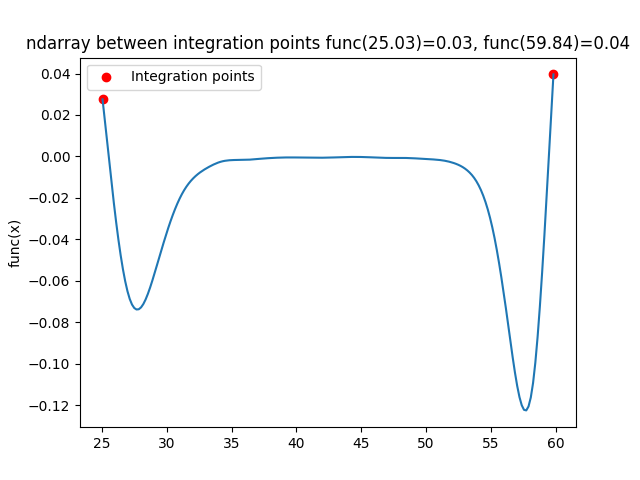 ndarray between integration points func(25.03)=0.03, func(59.84)=0.04
Integration points
0.04
0.02
0.00
−0.02
−0.04
−0.06
−0.08
−0.10
−0.12
func(x)
25 30 35 40 45 50 55 60